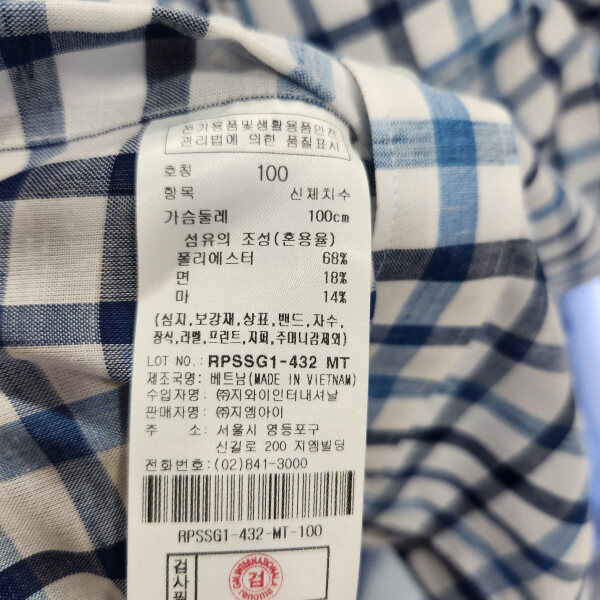 전기용품및생활용품안전
관리법에 의한 품질표시
호칭 100
항목 신체치수
가슴둘레 100cm
섬유의 조성(혼용율)
폴리에스터 68%
면 18%
마 14%
(심지,보강재,상표,밴드,자수,
장식,라벨,프린트,지퍼,주머니감제외)
LOT NO.: RPSSG1-432 MT
제조국명: 베트남(MADE IN VIETNAM)
수입자명: ㈜지와이인터내셔날
판매자명: ㈜지엠아이
주 소: 서울시 영등포구
신길로 200 지엠빌딩
전화번호: (02)841-3000
RPSSG1-432-MT-100
검사필
검